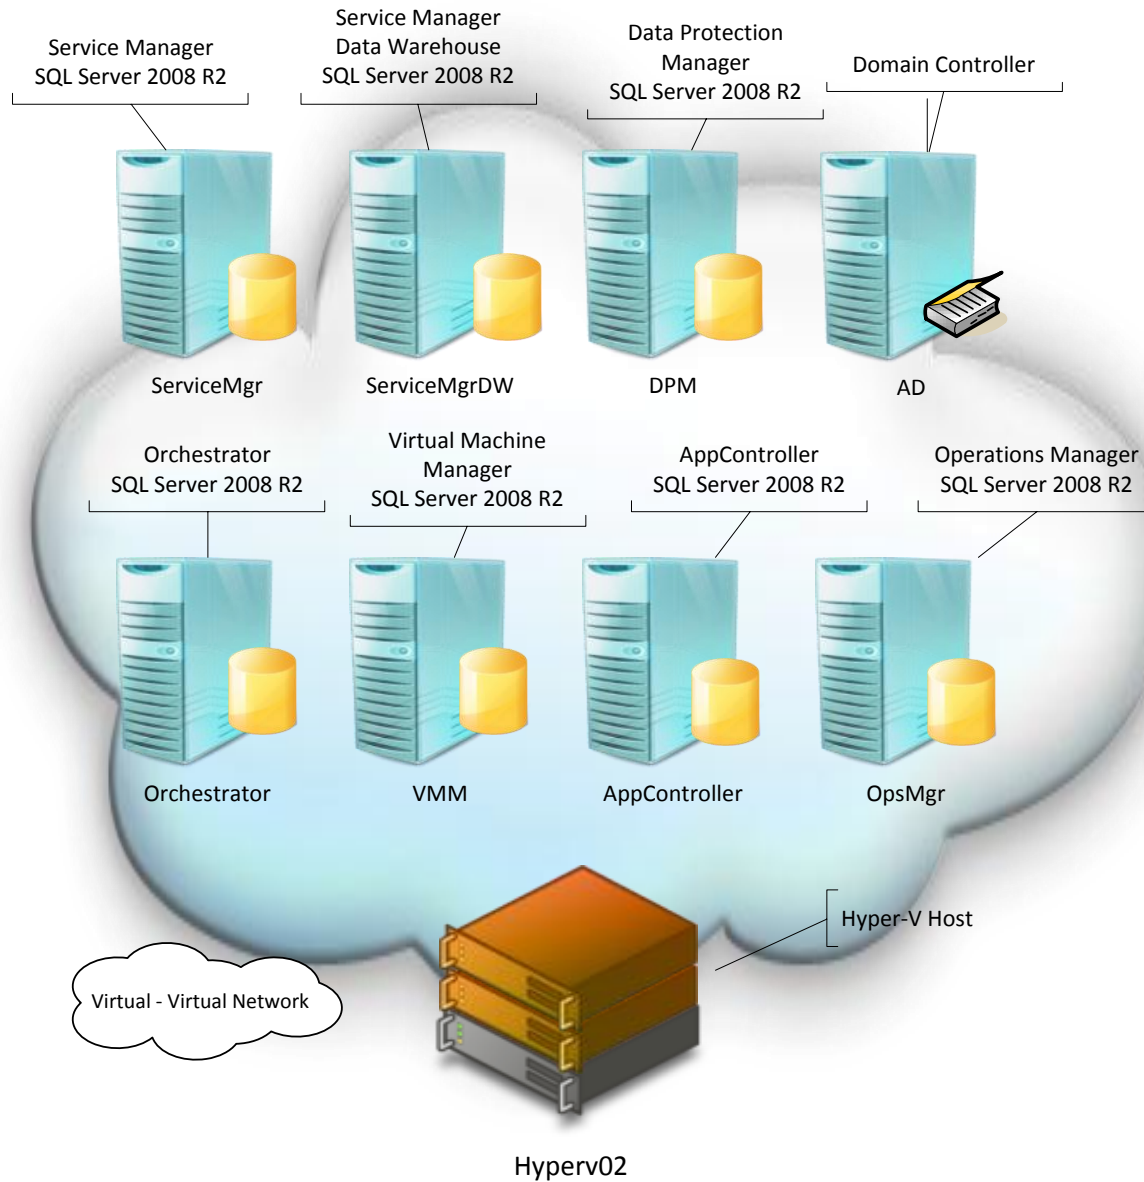 Service Manager
SQL Server 2008 R2
Service Manager
Data Warehouse
SQL Server 2008 R2
Data Protection
Manager
SQL Server 2008 R2
Domain Controller
ServiceMgr
ServiceMgrDW
DPM
AD
Orchestrator
SQL Server 2008 R2
Virtual Machine
Manager
SQL Server 2008 R2
AppController
SQL Server 2008 R2
Operations Manager
SQL Server 2008 R2
Orchestrator
VMM
AppController
OpsMgr
Hyper-V Host
Virtual - Virtual Network
Hyperv02